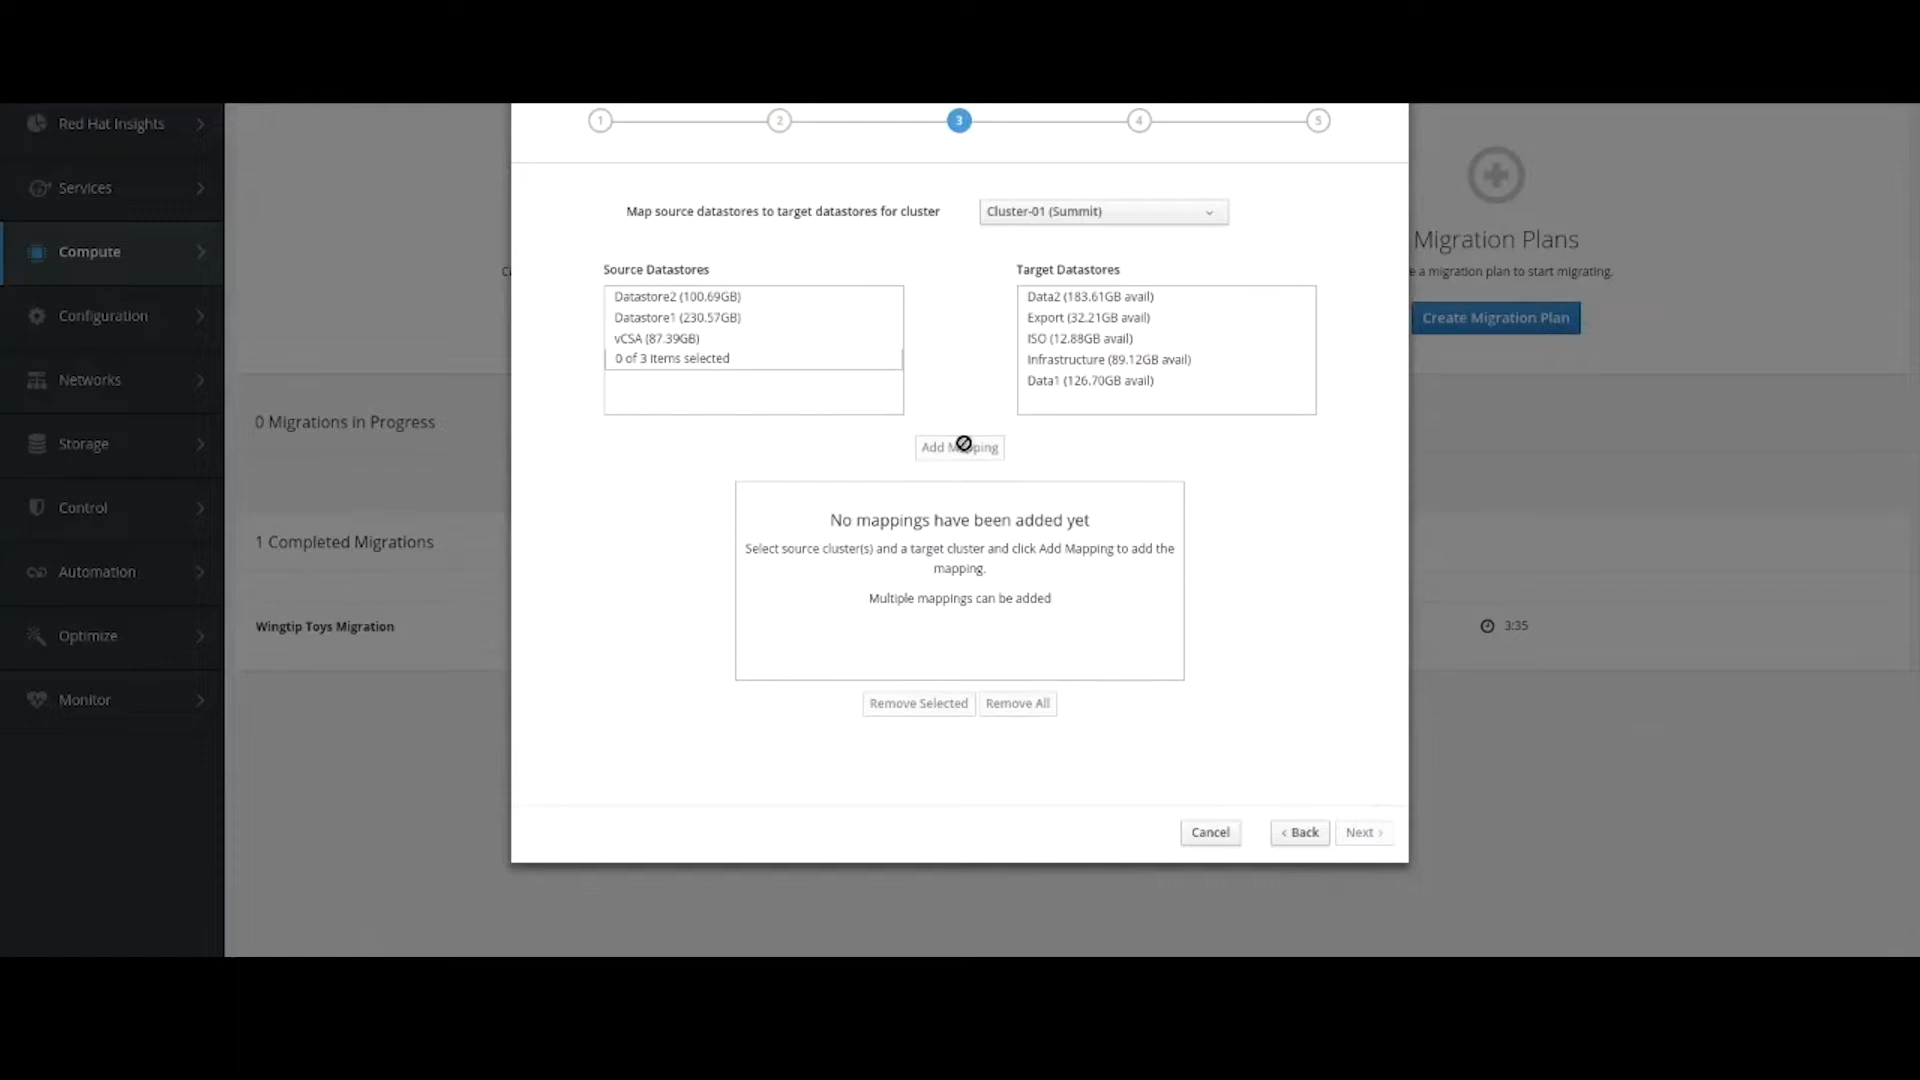 Red Hat Insights
Services
Compute
Configuration
Networks
Storage
Control
Automation
Optimize
Monitor
1
2
3
4
5
Map source datastores to target datastores for cluster
Cluster-01 (Summit)
Source Datastores
Datastore2 (100.69GB)
Datastore1 (230.57GB)
vCSA (87.39GB)
0 of 3 items selected
Target Datastores
Data2 (183.61GB avail)
Export (32.21GB avail)
ISO (12.88GB avail)
Infrastructure (89.12GB avail)
Data1 (126.70GB avail)
Add Mapping
No mappings have been added yet
Select source cluster(s) and a target cluster and click Add Mapping to add the
mapping.
Multiple mappings can be added
Remove Selected
Remove All
Cancel
‹ Back
Next ›
Migration Plans
e a migration plan to start migrating.
Create Migration Plan
0 Migrations in Progress
1 Completed Migrations
Wingtip Toys Migration
3:35